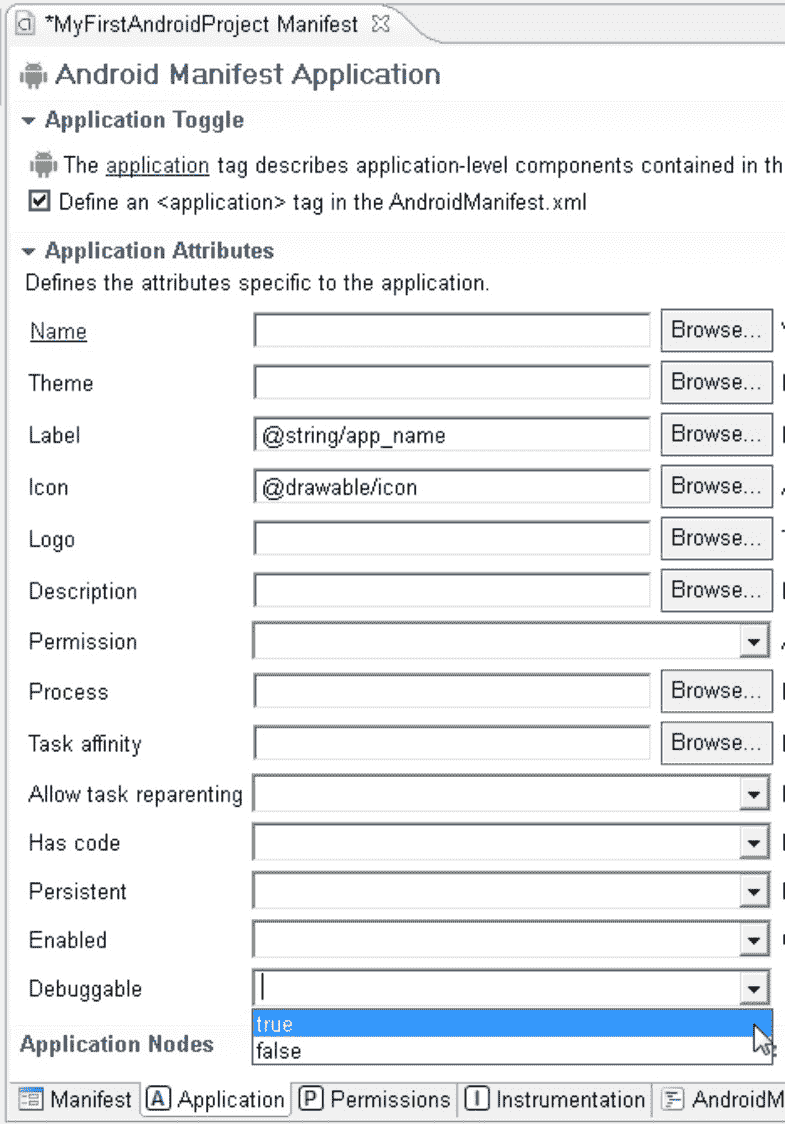 *MyFirstAndroidProject Manifest
Android Manifest Application
Application Toggle
The application tag describes application-level components contained in th
Define an <application> tag in the AndroidManifest.xml
Application Attributes
Defines the attributes specific to the application.
Name Browse...
Theme Browse...
Label @string/app_name Browse...
Icon @drawable/icon Browse...
Logo Browse...
Description Browse...
Permission
Process Browse...
Task affinity Browse...
Allow task reparenting
Has code
Persistent
Enabled
Debuggable
true
Application Nodes
false
Manifest A Application P Permissions I Instrumentation AndroidM